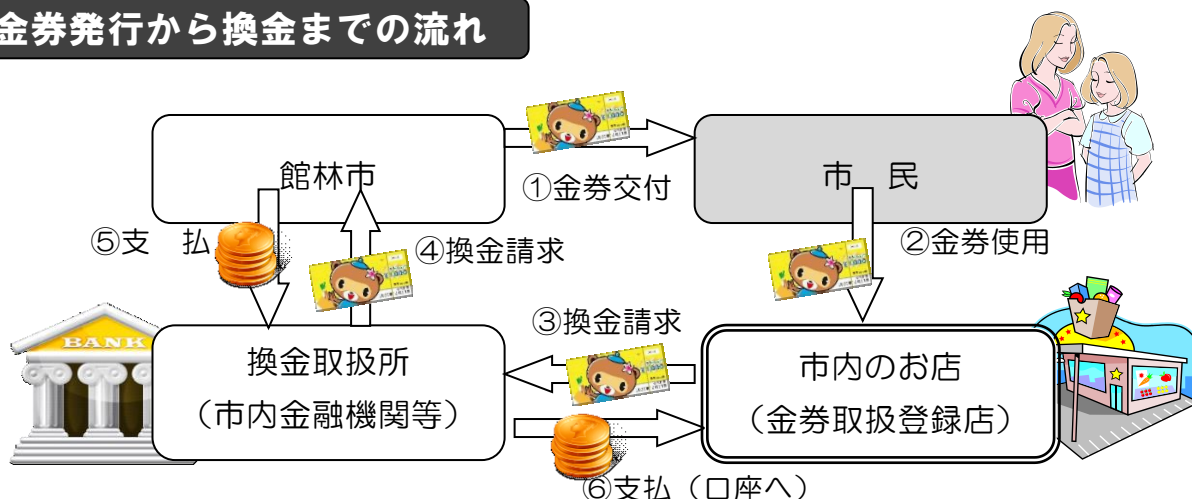 金券発行から換金までの流れ
館林市
①金券交付
市　民
⑤支　払
④換金請求
②金券使用
BANK
換金取扱所
（市内金融機関等）
③換金請求
市内のお店
（金券取扱登録店）
⑥支払（口座へ）